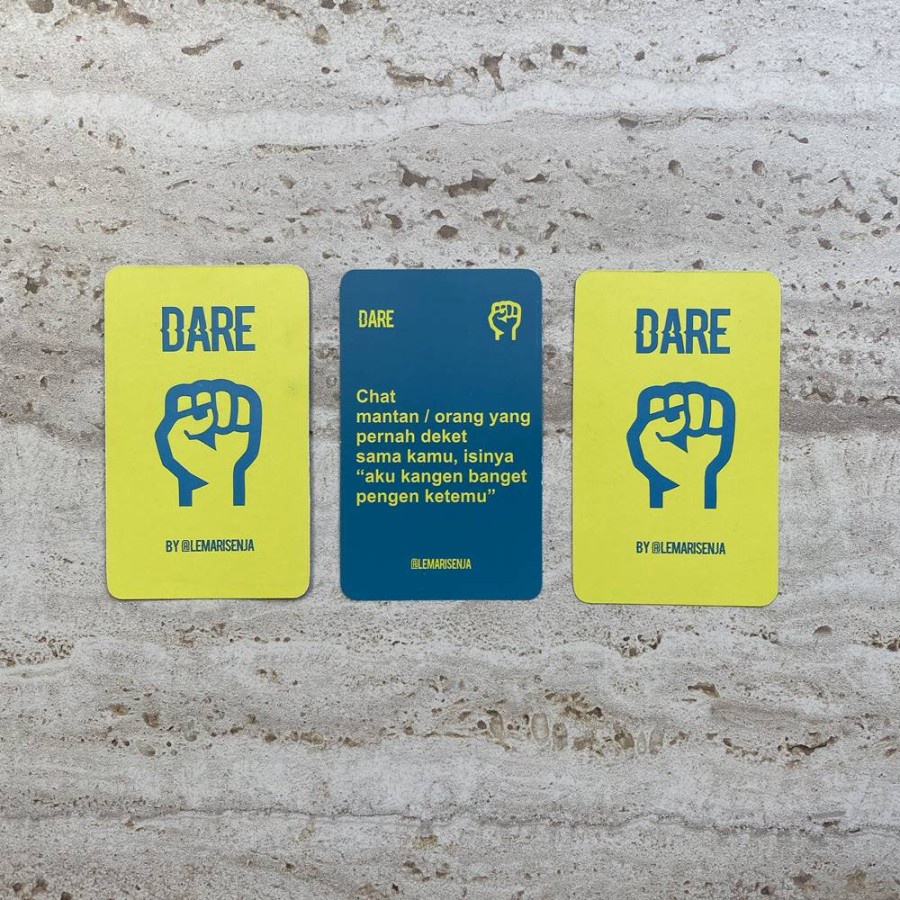 DARE
BY @LEMARISENJA
DARE
Chat
mantan / orang yang
pernah deket
sama kamu, isinya
“aku kangen banget
pengen ketemu”
@LEMARISENJA
DARE
BY @LEMARISENJA